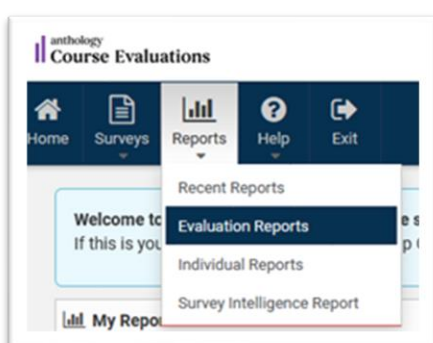 anthology
Course Evaluations
Home Surveys Reports Help Exit
Recent Reports
Welcome to
Evaluation Reports
If this is you
Individual Reports
Survey Intelligence Report
My Repo